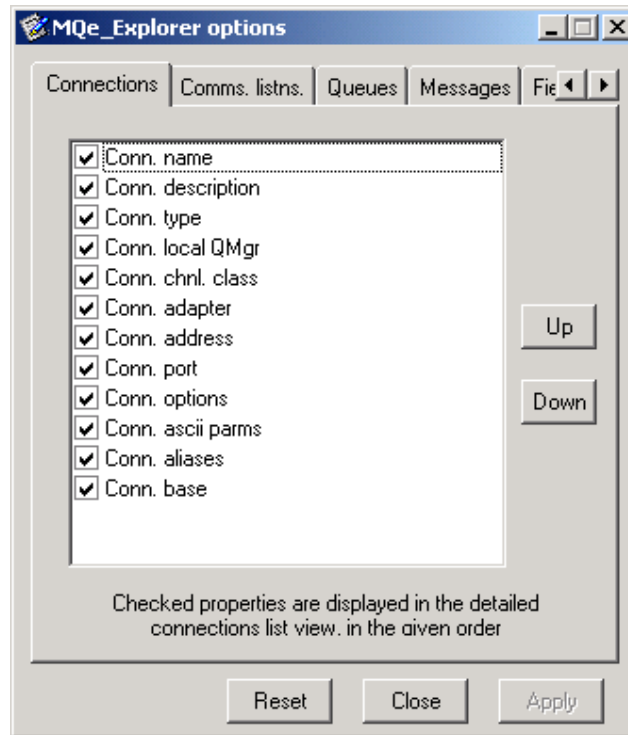 MQe_Explorer options
Connections
Comms. listns.
Queues
Messages
Fie
Conn. name
Conn. description
Conn. type
Conn. local QMgr
Conn. chnl. class
Conn. adapter
Conn. address
Conn. port
Conn. options
Conn. ascii parms
Conn. aliases
Conn. base
Up
Down
Checked properties are displayed in the detailed
connections list view, in the given order
Reset
Close
Apply